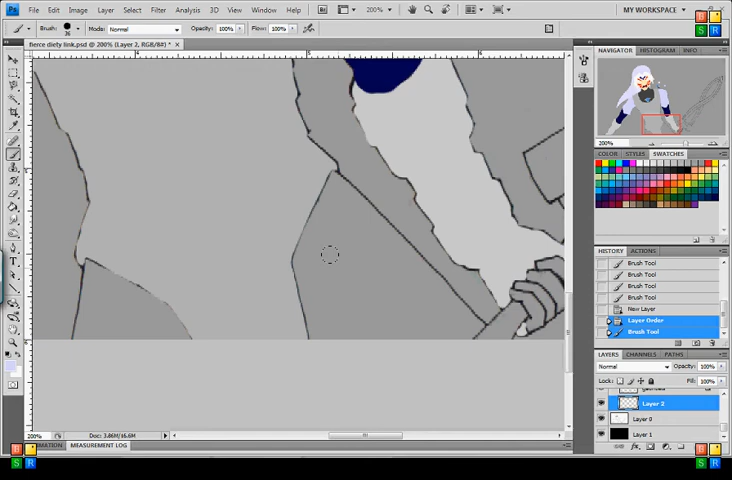 Ps File Edit Image Layer Select Filter Analysis 3D View Window Help Br 200% MY WORKSPACE
Brush: 36 Mode: Normal Opacity: 100% Flow: 100%
fierce diety link.psd @ 200% (Layer 2, RGB/8#) * ×
NAVIGATOR HISTOGRAM INFO
200%
COLOR STYLES SWATCHES
HISTORY ACTIONS
Brush Tool
Brush Tool
Brush Tool
Brush Tool
New Layer
Layer Order
Brush Tool
LAYERS CHANNELS PATHS
Normal Opacity: 100%
Lock: Fill: 100%
Layer 2
Layer 0
Layer 1
200% Doc: 3.86M/16.6M
MEASUREMENT LOG
B
S R
B
S R
B
S R